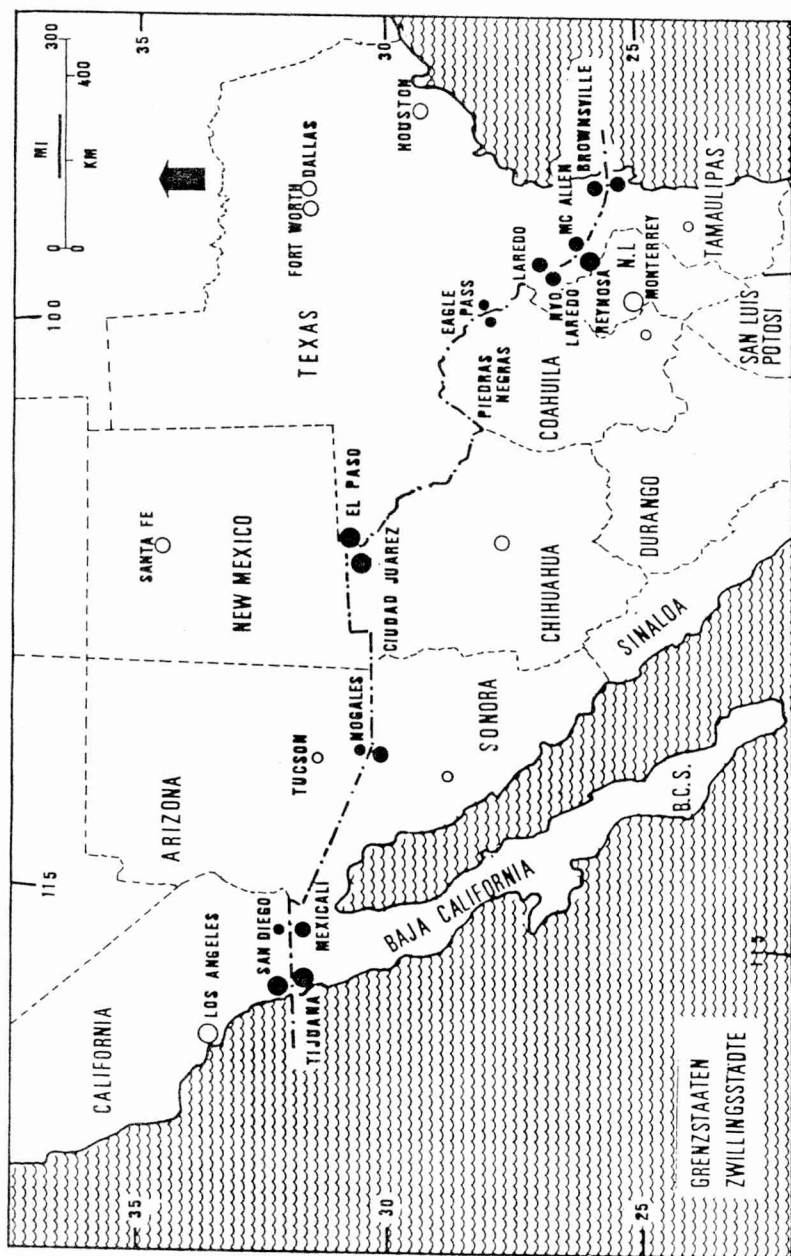 MI
0 300
KM
0 400
100
115
115
35
30
25
35
30
25
CALIFORNIA
ARIZONA
NEW MEXICO
TEXAS
SANTA FE
FORT WORTH
DALLAS
HOUSTON
LOS ANGELES
SAN DIEGO
TIJUANA
MEXICALI
TUCSON
NOGALES
EL PASO
CIUDAD JUAREZ
EAGLE
PASS
PIEDRAS
NEGRAS
LAREDO
NVO
LAREDO
MC ALLEN
REYNOSA
BROWNSVILLE
BAJA CALIFORNIA
B.C.S.
SONORA
SINALOA
CHIHUAHUA
DURANGO
COAHUILA
N.L
MONTERREY
TAMAULIPAS
SAN LUIS
POTOSI
GRENZSTAATEN
ZWILLINGSSTÄDTE